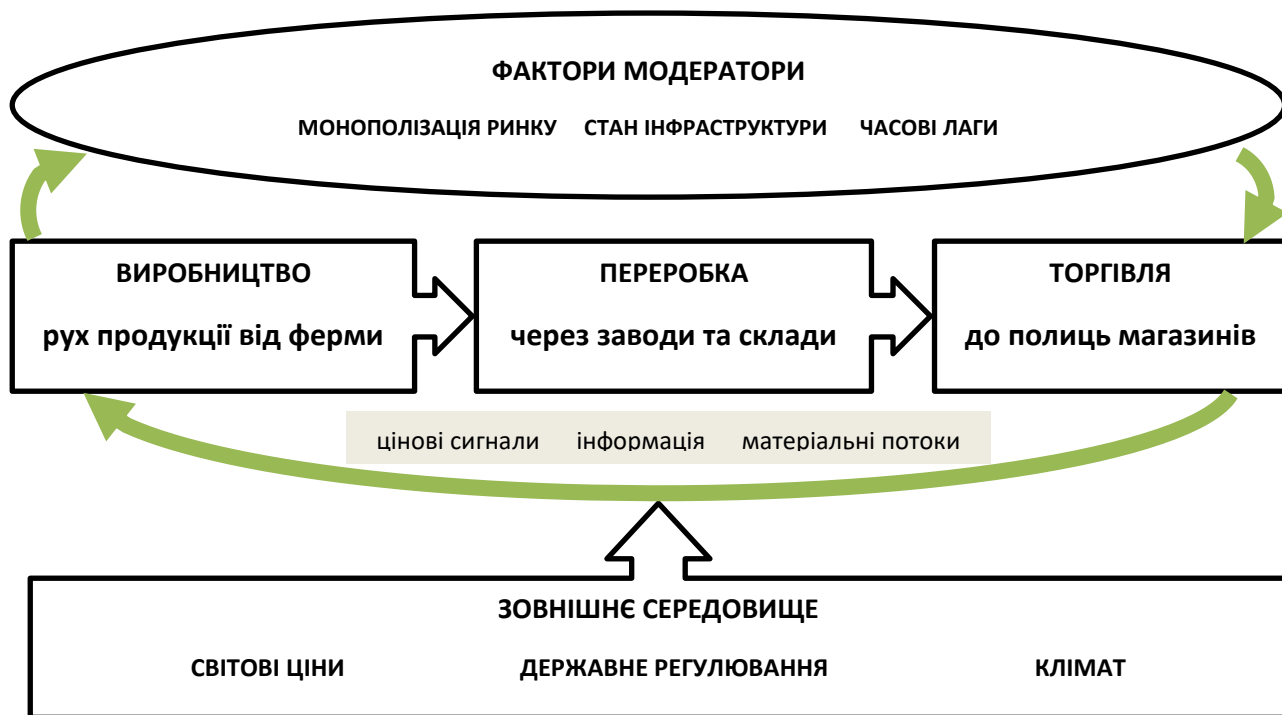 ФАКТОРИ МОДЕРАТОРИ
МОНОПОЛІЗАЦІЯ РИНКУ СТАН ІНФРАСТРУКТУРИ ЧАСОВІ ЛАГИ
ВИРОБНИЦТВО
рух продукції від ферми
ПЕРЕРОБКА
через заводи та склади
ТОРГІВЛЯ
до полиць магазинів
цінові сигнали інформація матеріальні потоки
ЗОВНІШНЄ СЕРЕДОВИЩЕ
СВІТОВІ ЦІНИ ДЕРЖАВНЕ РЕГУЛЮВАННЯ КЛІМАТ